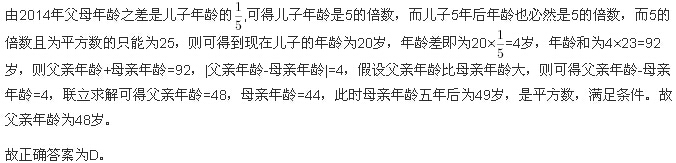 由2014年父母年龄之差是儿子年龄的1/5,可得儿子年龄是5的倍数，而儿子5年后年龄也必然是5的倍数，而5的
倍数且为平方数的只能为25，则可得到现在儿子的年龄为20岁，年龄差即为20×1/5=4岁，年龄和为4×23=92
岁，则父亲年龄+母亲年龄=92，|父亲年龄-母亲年龄|=4，假设父亲年龄比母亲年龄大，则可得父亲年龄-母亲
年龄=4，联立求解可得父亲年龄=48，母亲年龄=44，此时母亲年龄五年后为49岁，是平方数，满足条件。故
父亲年龄为48岁。
故正确答案为D。